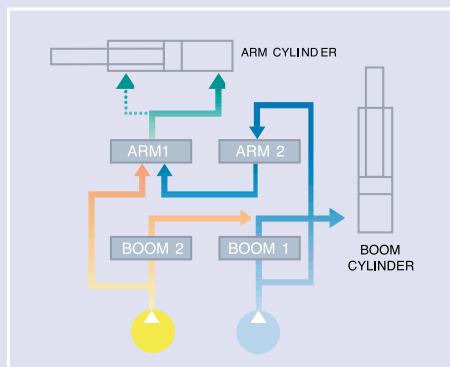 ARM CYLINDER
ARM1
ARM 2
BOOM 2
BOOM 1
BOOM
CYLINDER